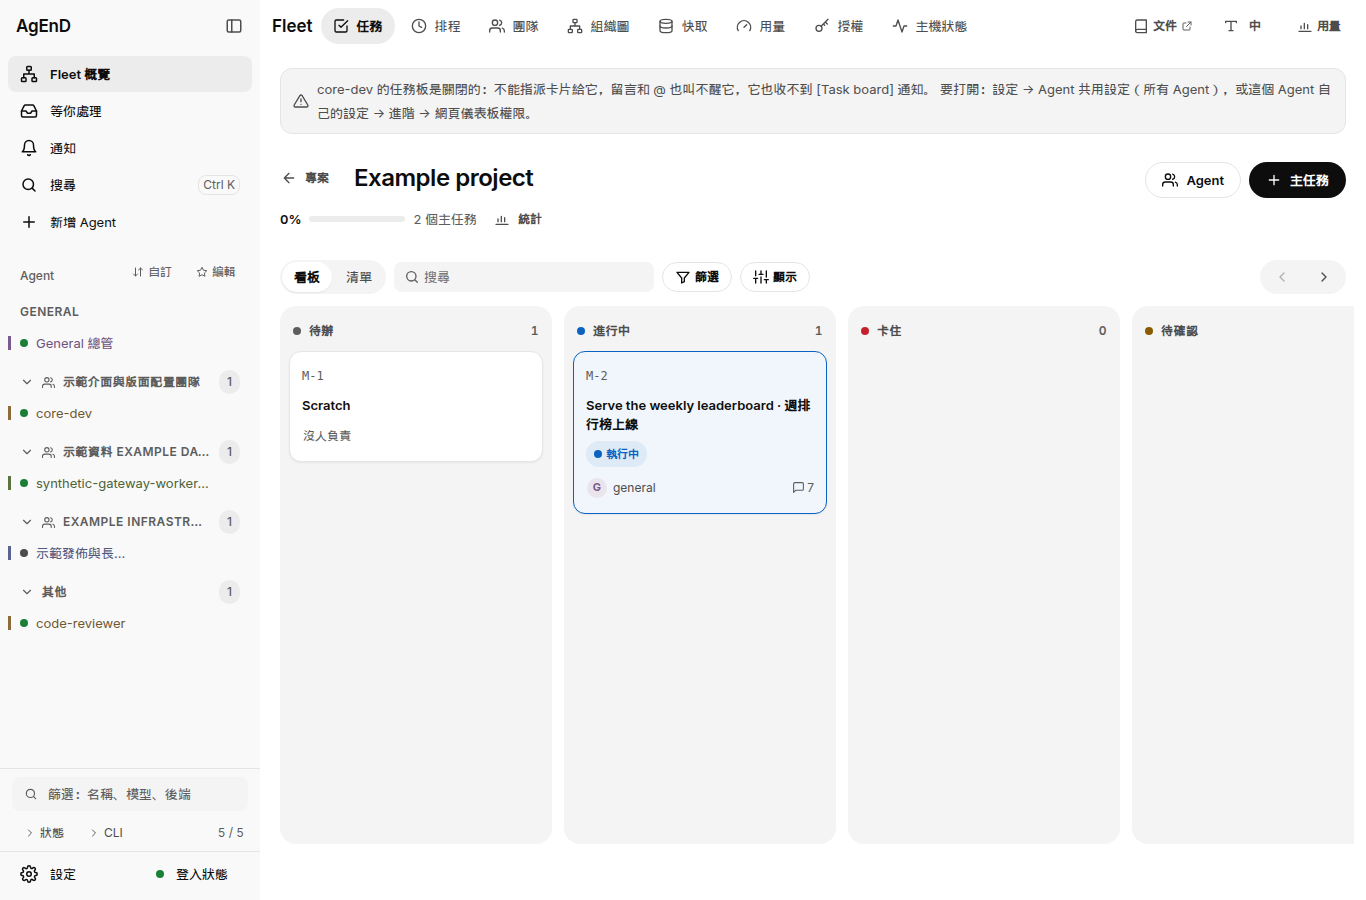 AgEnD
Fleet 概覽
等你處理
通知
搜尋
Ctrl K
新增 Agent
Agent
自訂
編輯
GENERAL
General 總管
示範介面與版面配置團隊
1
core-dev
示範資料 EXAMPLE DA...
1
synthetic-gateway-worker...
EXAMPLE INFRASTR...
1
示範發佈與長...
其他
1
code-reviewer
篩選：名稱、模型、後端
狀態
CLI
5 / 5
設定
登入狀態
Fleet
任務
排程
團隊
組織圖
快取
用量
授權
主機狀態
文件
中
用量
core-dev 的任務板是關閉的：不能指派卡片給它，留言和 @ 也叫不醒它，它也收不到 [Task board] 通知。 要打開：設定 → Agent 共用設定（所有 Agent），或這個 Agent 自
己的設定 → 進階 → 網頁儀表板權限。
專案
Example project
Agent
主任務
0%
2 個主任務
統計
看板
清單
搜尋
篩選
顯示
待辦
1
M-1
Scratch
沒人負責
進行中
1
M-2
Serve the weekly leaderboard · 週排
行榜上線
執行中
G
general
7
卡住
0
待確認